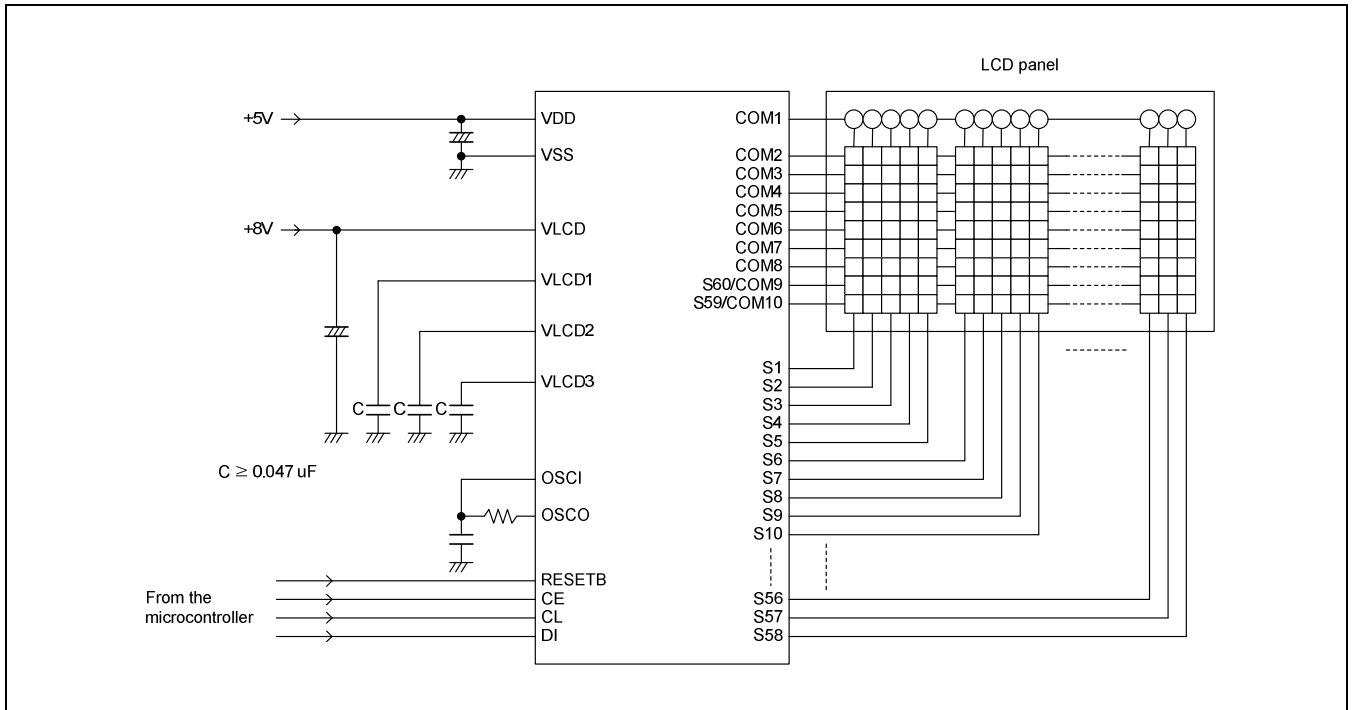 LCD panel
+5V
VDD
VSS
+8V
VLCD
VLCD1
VLCD2
VLCD3
C
C
C
C ≥ 0.047 uF
OSCI
OSCO
From the
microcontroller
RESETB
CE
CL
DI
COM1
COM2
COM3
COM4
COM5
COM6
COM7
COM8
S60/COM9
S59/COM10
S1
S2
S3
S4
S5
S6
S7
S8
S9
S10
S56
S57
S58